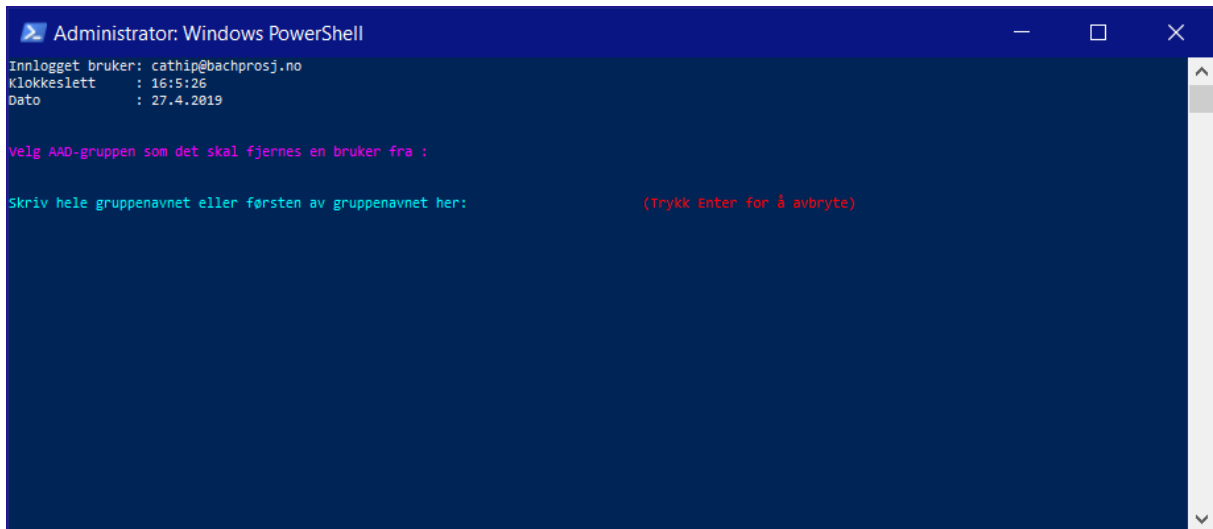 Administrator: Windows PowerShell
Innlogget bruker: cathip@bachprosj.no
Klokkeslett     : 16:5:26
Dato            : 27.4.2019
Velg AAD-gruppen som det skal fjernes en bruker fra :
Skriv hele gruppenavnet eller førsten av gruppenavnet her: (Trykk Enter for å avbryte)